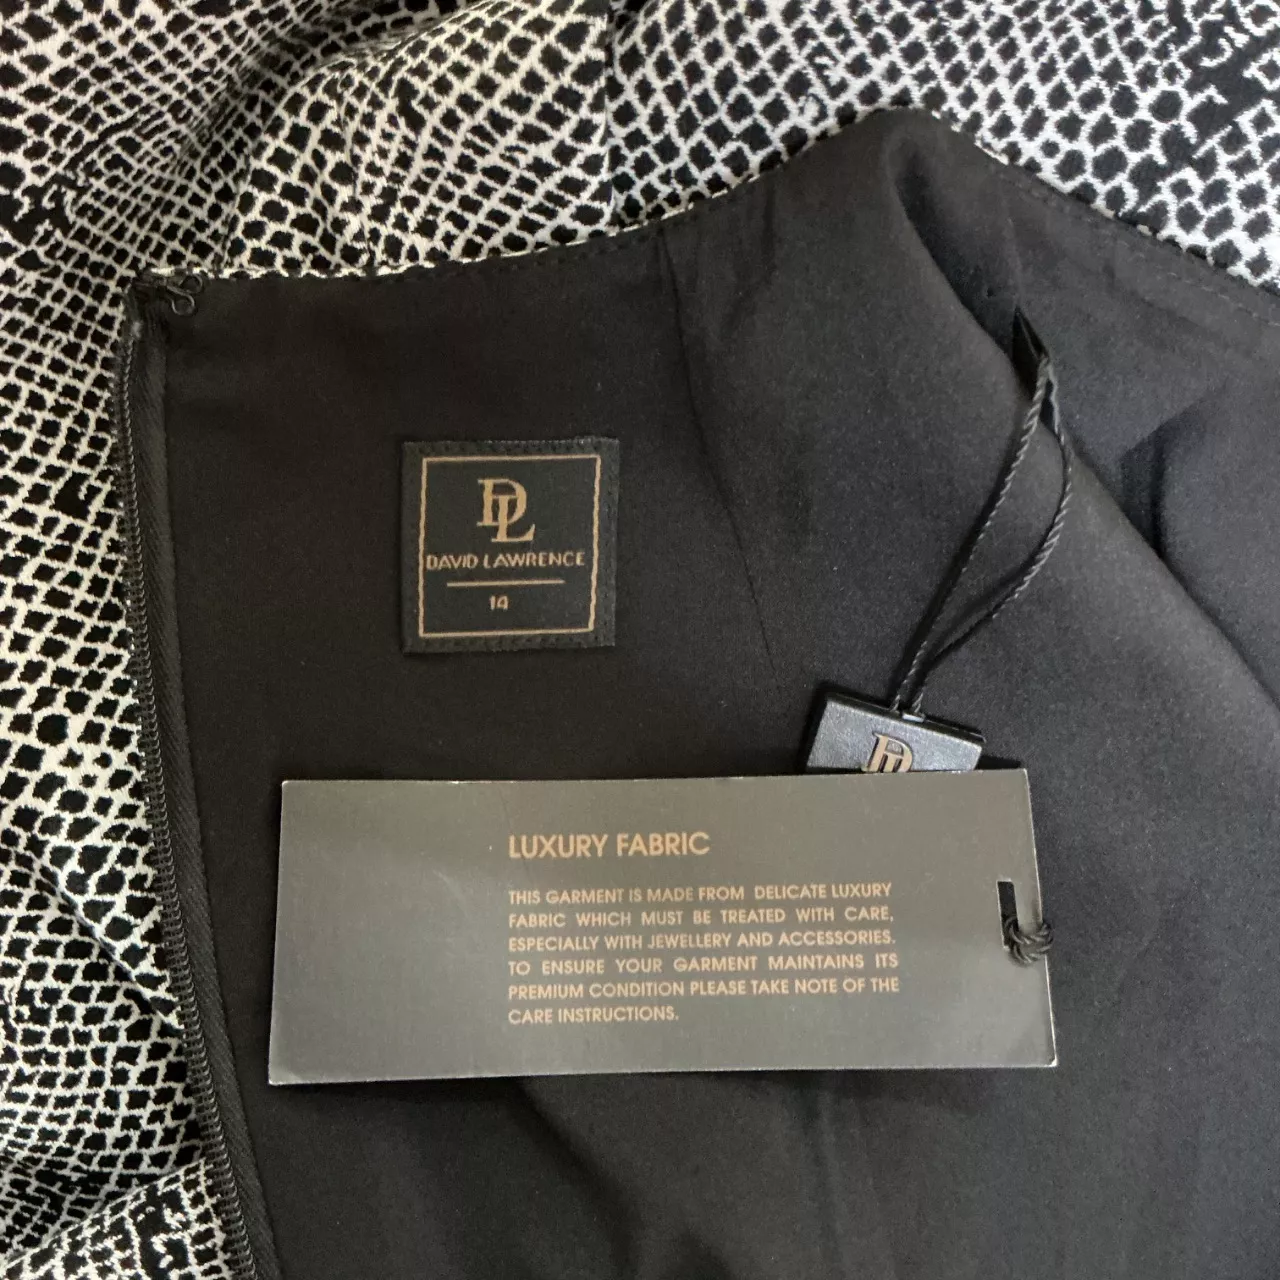 DL
DAVID LAWRENCE
14
DL
LUXURY FABRIC
THIS GARMENT IS MADE FROM DELICATE LUXURY
FABRIC WHICH MUST BE TREATED WITH CARE,
ESPECIALLY WITH JEWELLERY AND ACCESSORIES.
TO ENSURE YOUR GARMENT MAINTAINS ITS
PREMIUM CONDITION PLEASE TAKE NOTE OF THE
CARE INSTRUCTIONS.